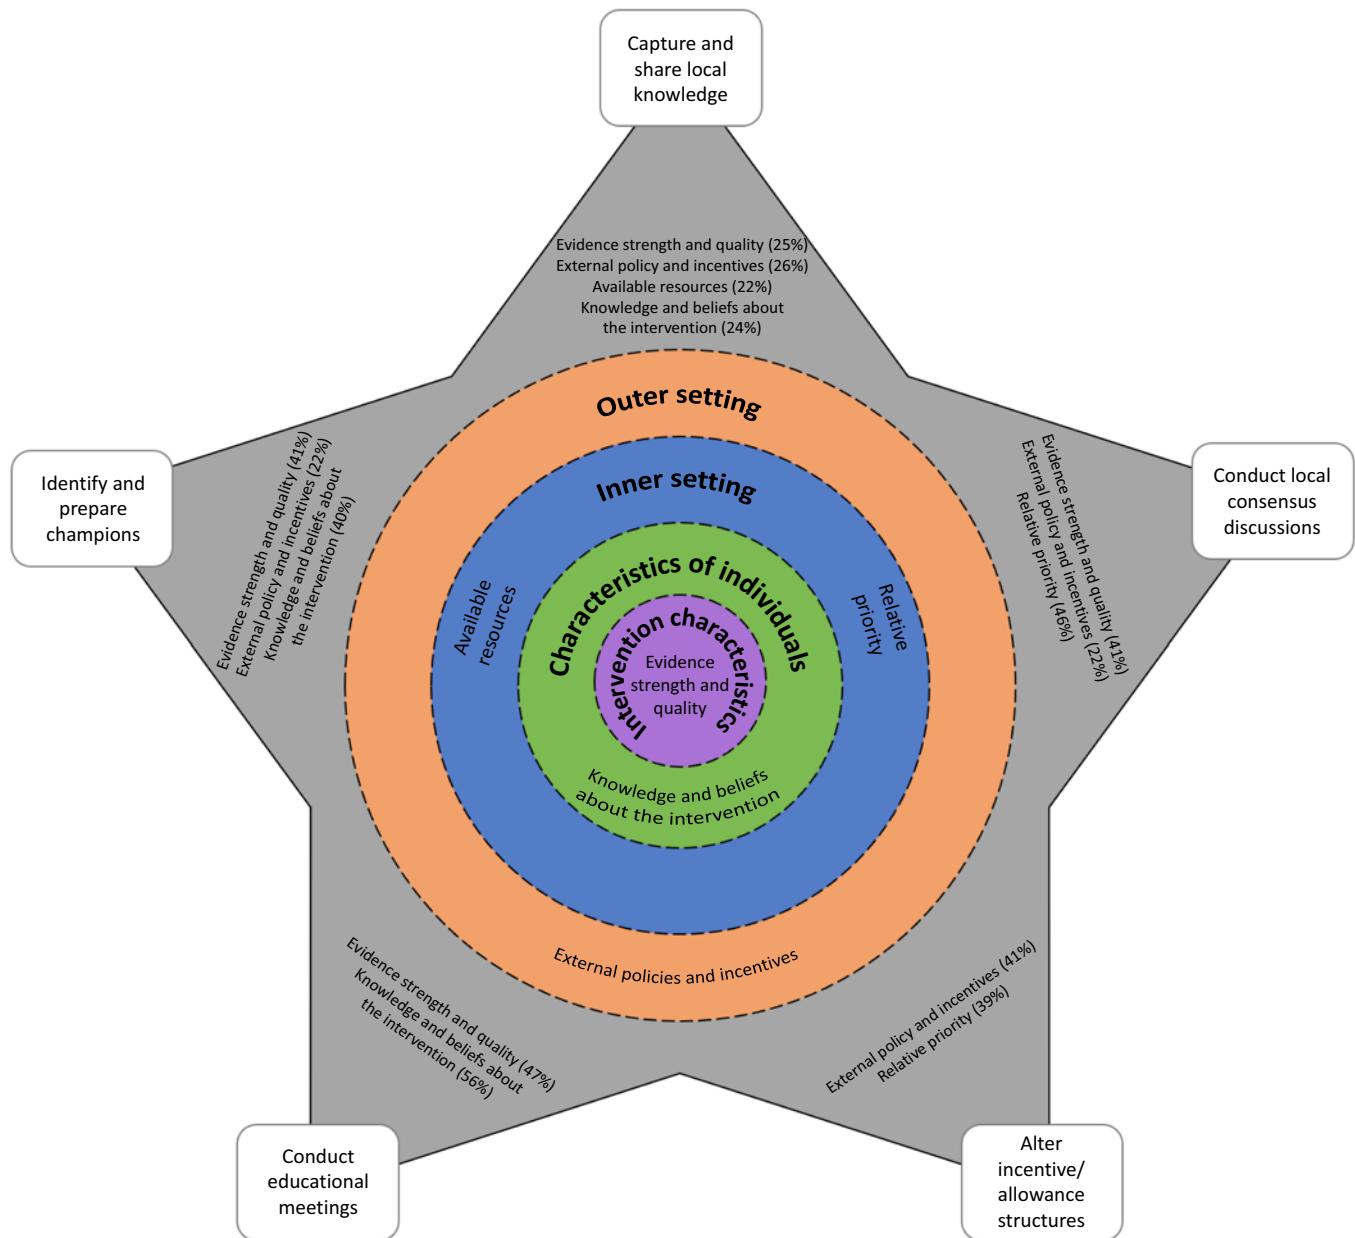 Capture and
share local
knowledge
Evidence strength and quality (25%)
External policy and incentives (26%)
Available resources (22%)
Knowledge and beliefs about
the intervention (24%)
Identify and
prepare
champions
Evidence strength and quality (41%)
External policy and incentives (22%)
Knowledge and beliefs about
the intervention (40%)
Conduct local
consensus
discussions
Evidence strength and quality (41%)
External policy and incentives (22%)
Relative priority (46%)
Outer setting
Inner setting
Available
resources
Relative
priority
Characteristics of individuals
Intervention characteristics
Evidence
strength and
quality
Knowledge and beliefs
about the intervention
External policies and incentives
Evidence strength and quality (47%)
Knowledge and beliefs about
the intervention (56%)
External policy and incentives (41%)
Relative priority (39%)
Conduct
educational
meetings
Alter
incentive/
allowance
structures